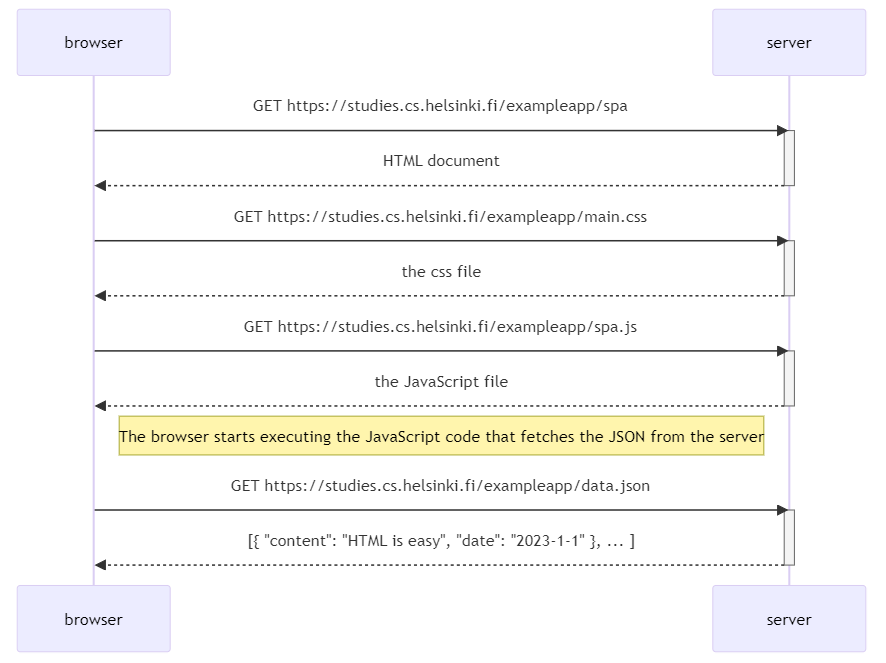 browser
server
GET https://studies.cs.helsinki.fi/exampleapp/spa
HTML document
GET https://studies.cs.helsinki.fi/exampleapp/main.css
the css file
GET https://studies.cs.helsinki.fi/exampleapp/spa.js
the JavaScript file
The browser starts executing the JavaScript code that fetches the JSON from the server
GET https://studies.cs.helsinki.fi/exampleapp/data.json
[{ "content": "HTML is easy", "date": "2023-1-1" }, ... ]
browser
server